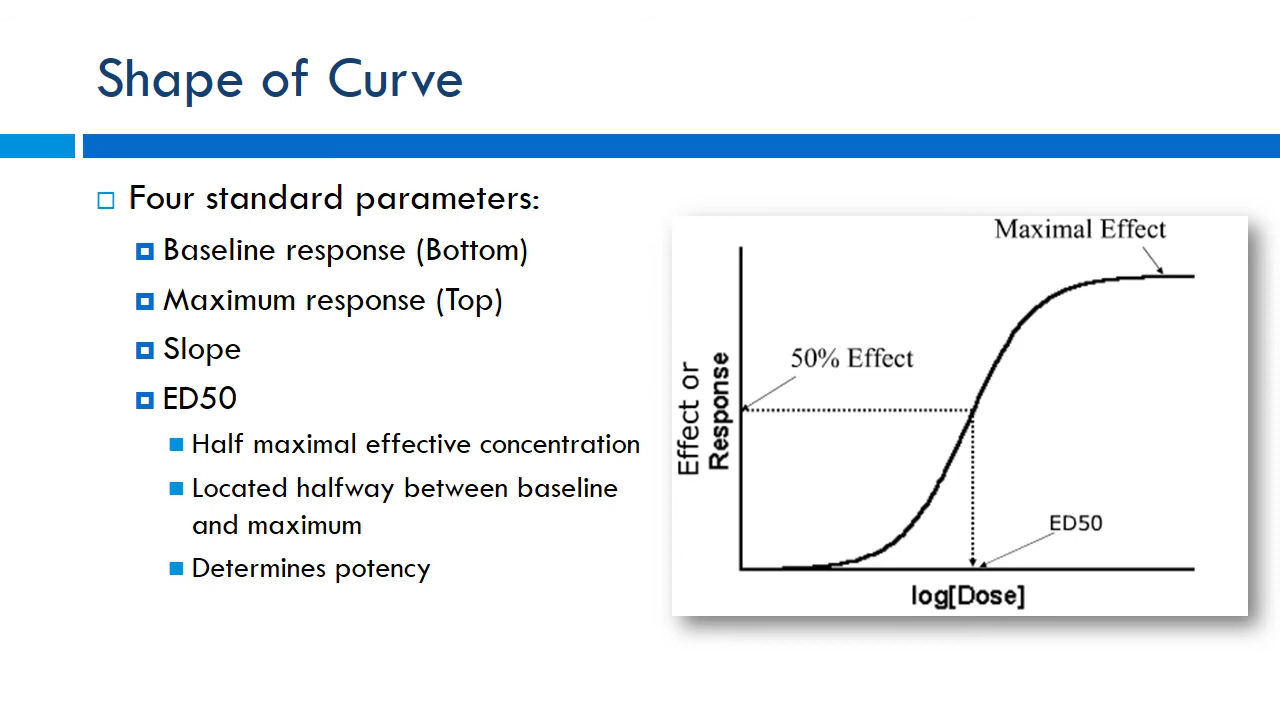 Shape of Curve
Four standard parameters:
Baseline response (Bottom)
Maximum response (Top)
Slope
ED50
Half maximal effective concentration
Located halfway between baseline
and maximum
Determines potency
Maximal Effect
50% Effect
Effect or
Response
ED50
log[Dose]